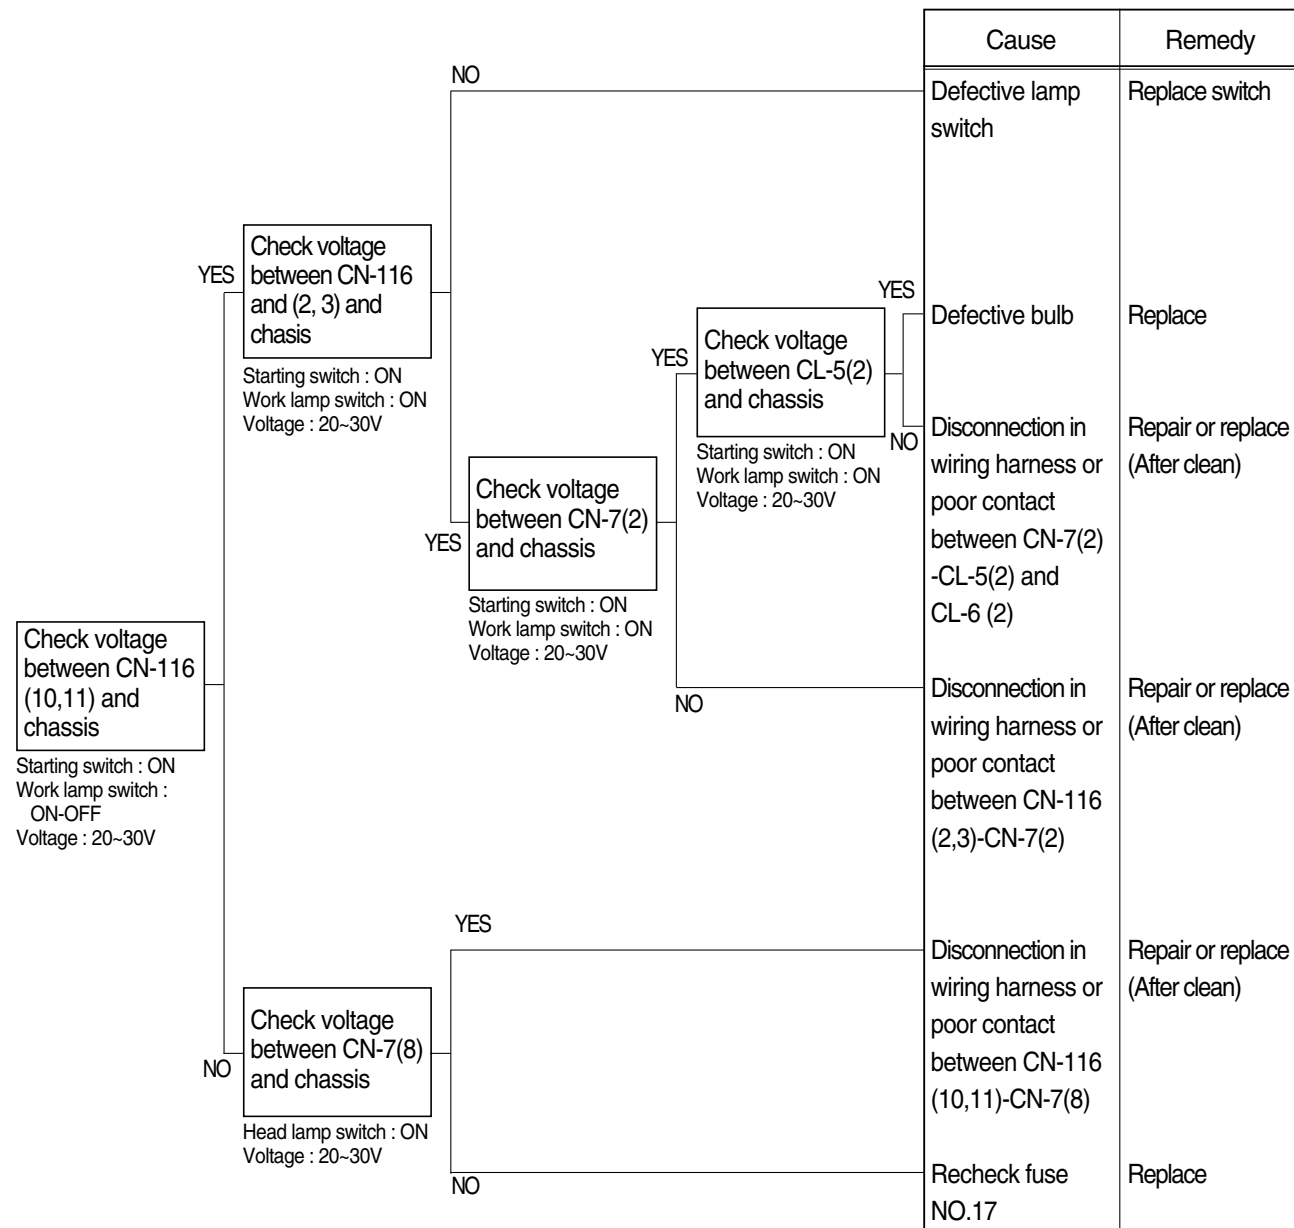 Cause
Remedy
NO
Defective lamp
switch
Replace switch
YES
Check voltage
between CN-116
and (2, 3) and
chasis
Starting switch : ON
Work lamp switch : ON
Voltage : 20~30V
YES
Defective bulb
Replace
YES
Check voltage
between CL-5(2)
and chassis
Starting switch : ON
Work lamp switch : ON
Voltage : 20~30V
NO
Disconnection in
wiring harness or
poor contact
between CN-7(2)
-CL-5(2) and
CL-6 (2)
Repair or replace
(After clean)
YES
Check voltage
between CN-7(2)
and chassis
Starting switch : ON
Work lamp switch : ON
Voltage : 20~30V
NO
Disconnection in
wiring harness or
poor contact
between CN-116
(2,3)-CN-7(2)
Repair or replace
(After clean)
Check voltage
between CN-116
(10,11) and
chassis
Starting switch : ON
Work lamp switch :
ON-OFF
Voltage : 20~30V
YES
Disconnection in
wiring harness or
poor contact
between CN-116
(10,11)-CN-7(8)
Repair or replace
(After clean)
NO
Check voltage
between CN-7(8)
and chassis
Head lamp switch : ON
Voltage : 20~30V
NO
Recheck fuse
NO.17
Replace